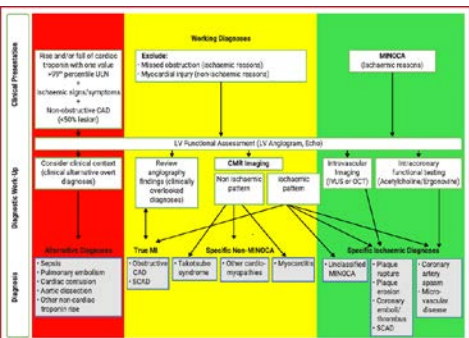 Clinical Presentation
Rise and/or fall of cardiac
troponin with one value
>99th percentile ULN
+
Ischaemic signs/symptoms
+
Non-obstructive CAD
(<50% lesion)
Working Diagnoses
Exclude:
• Missed obstruction (ischaemic reasons)
• Myocardial injury (non-ischaemic reasons)
MINOCA
(Ischaemic reasons)
Diagnostic Work-Up
LV Functional Assessment (LV Angiogram, Echo)
Consider clinical context
(clinical alternative overt
diagnoses)
Review
angiography
findings (clinically
overlooked
diagnoses)
CMR Imaging
Non ischaemic
pattern
Ischaemic
pattern
Intravascular
Imaging
(IVUS or OCT)
Intracoronary
functional testing
(Acetylcholine/Ergonovine)
Diagnosis
Alternative Diagnoses
• Sepsis
• Pulmonary embolism
• Cardiac contusion
• Aortic dissection
• Other non-cardiac
troponin rise
True MI
• Obstructive
CAD
• SCAD
Specific Non-MINOCA
• Takotsubo
syndrome
• Other cardio-
myopathies
• Myocarditis
Specific Ischaemic Diagnoses
• Unclassified
MINOCA
• Plaque
rupture
• Plaque
erosion
• Coronary
emboli/
thrombus
• SCAD
• Coronary
artery
spasm
• Micro-
vascular
disease